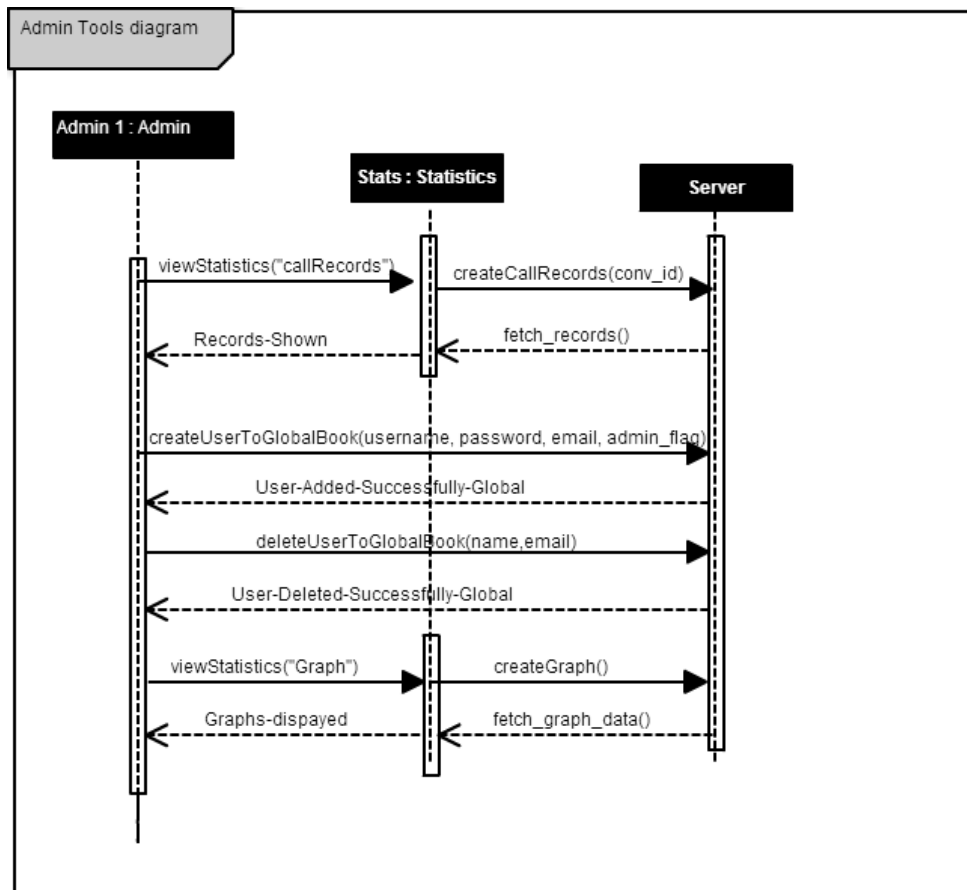 Admin Tools diagram
Admin 1 : Admin
Stats : Statistics
Server
viewStatistics("callRecords")
createCallRecords(conv_id)
fetch_records()
Records-Shown
createUserToGlobalBook(username, password, email, admin_flag)
User-Added-Successfully-Global
deleteUserToGlobalBook(name,email)
User-Deleted-Successfully-Global
viewStatistics("Graph")
createGraph()
Graphs-dispayed
fetch_graph_data()